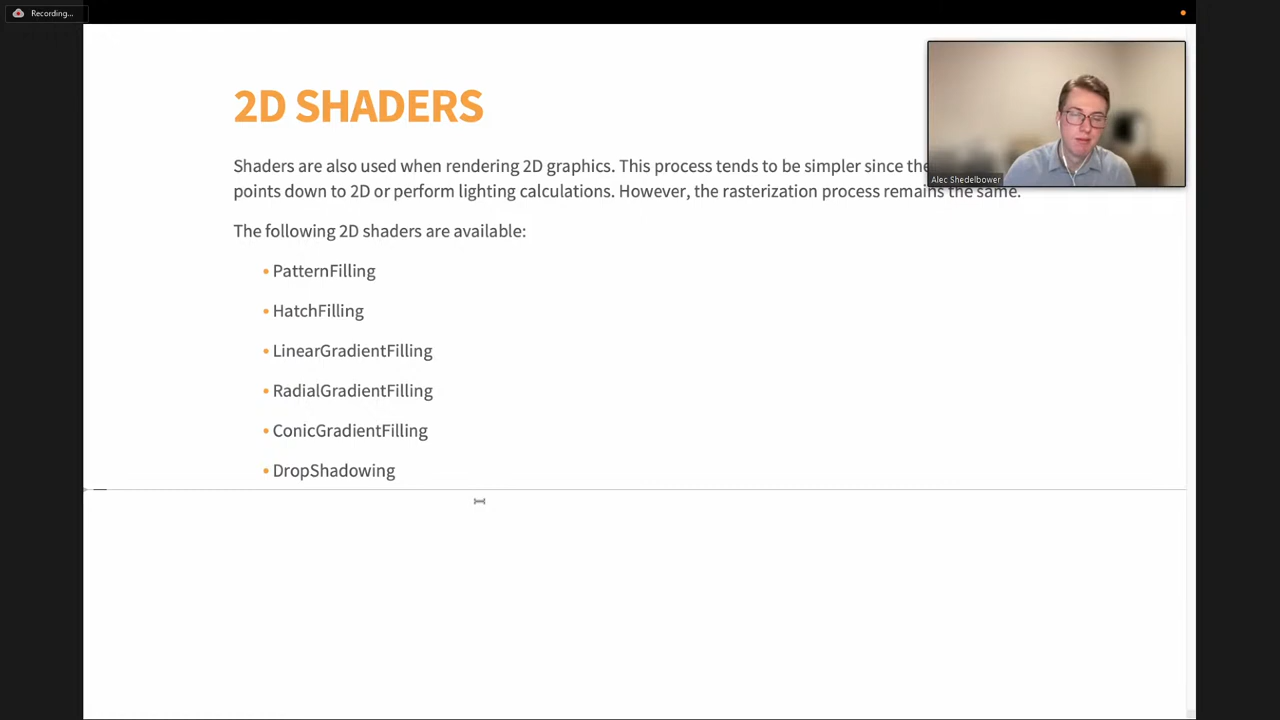 Recording...
2D SHADERS
Shaders are also used when rendering 2D graphics. This process tends to be simpler since
points down to 2D or perform lighting calculations. However, the rasterization process remains the same.
Alec Shedelbower
The following 2D shaders are available:
• PatternFilling
• HatchFilling
• LinearGradientFilling
• RadialGradientFilling
• ConicGradientFilling
• DropShadowing